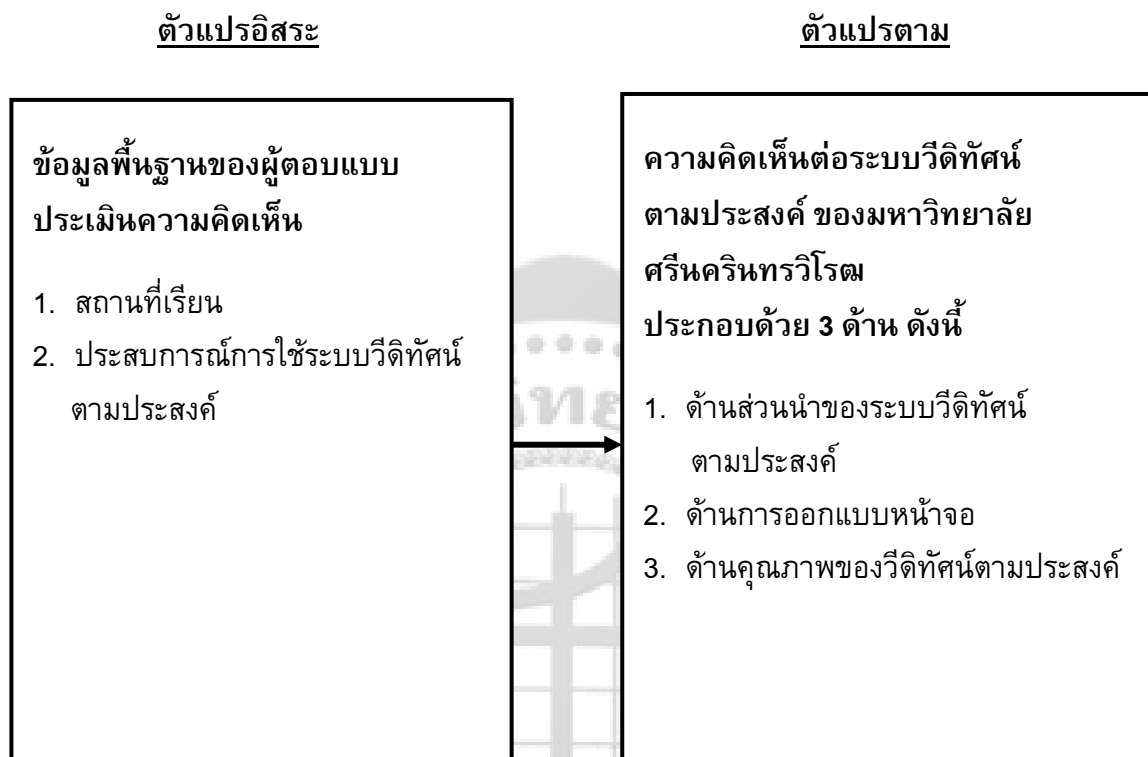 ตัวแปรอิสระ
ตัวแปรตาม
ข้อมูลพื้นฐานของผู้ตอบแบบ
ประเมินความคิดเห็น
1. สถานที่เรียน
2. ประสบการณ์การใช้ระบบวีดิทัศน์
ตามประสงค์
ความคิดเห็นต่อระบบวีดิทัศน์
ตามประสงค์ ของมหาวิทยาลัย
ศรีนครินทรวิโรฒ
ประกอบด้วย 3 ด้าน ดังนี้
1. ด้านส่วนนำของระบบวีดิทัศน์
ตามประสงค์
2. ด้านการออกแบบหน้าจอ
3. ด้านคุณภาพของวีดิทัศน์ตามประสงค์